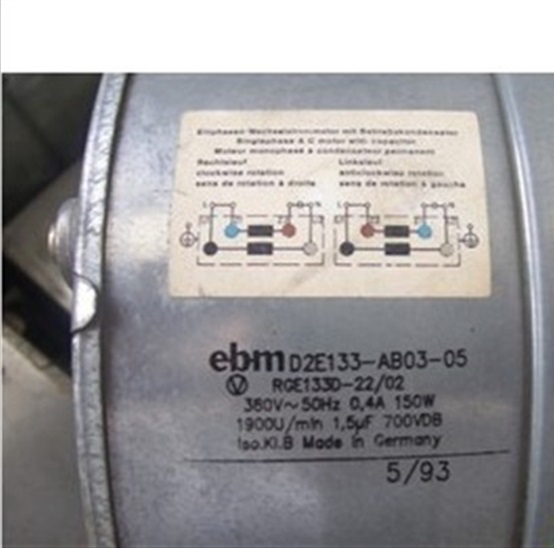 Einphasen-Wechselstrommotor mit Betriebskondensator
Singlephase A C motor with capacitor
Moteur monophasé à condensateur permanent
Rechtslauf
clockwise rotation
sens de rotation à droite
Linkslauf
anticlockwise rotation
sens de rotation à gauche
L N
L N
ebm D2E133-AB03-05
RGE133D-22/02
380V~50Hz 0,4A 150W
1900U/min 1,5µF 700VDB
Iso.Kl.B Made in Germany
5/93